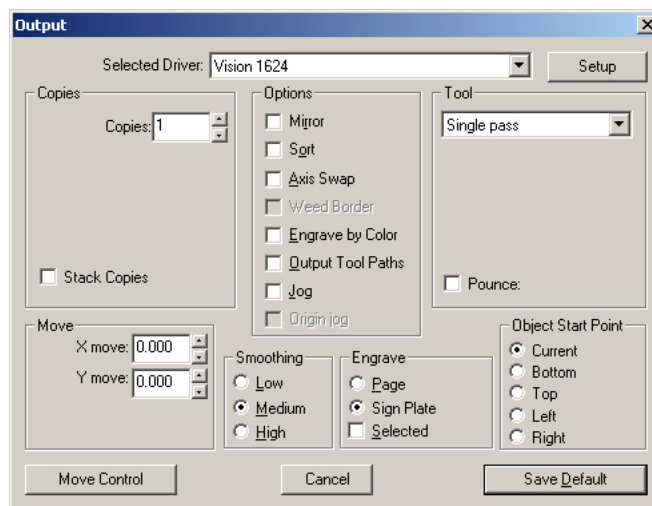 Output
Selected Driver: Vision 1624 Setup
Copies
Copies: 1
Stack Copies
Options
Mirror
Sort
Axis Swap
Weed Border
Engrave by Color
Output Tool Paths
Jog
Origin jog
Tool
Single pass
Pounce:
Move
X move: 0.000
Y move: 0.000
Smoothing
Low
Medium
High
Engrave
Page
Sign Plate
Selected
Object Start Point
Current
Bottom
Top
Left
Right
Move Control Cancel Save Default